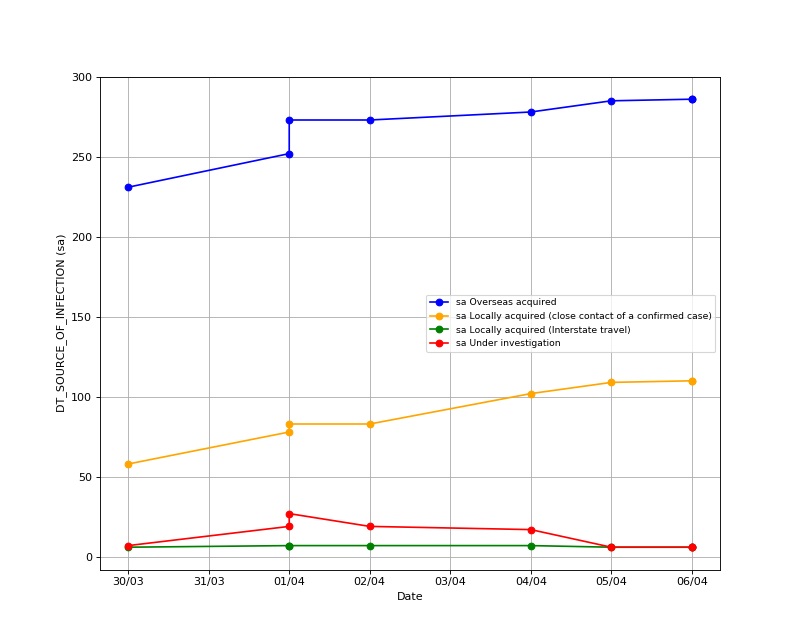 300
250
200
150
100
50
0
DT_SOURCE_OF_INFECTION (sa)
sa Overseas acquired
sa Locally acquired (close contact of a confirmed case)
sa Locally acquired (Interstate travel)
sa Under investigation
30/03 31/03 01/04 02/04 03/04 04/04 05/04 06/04
Date